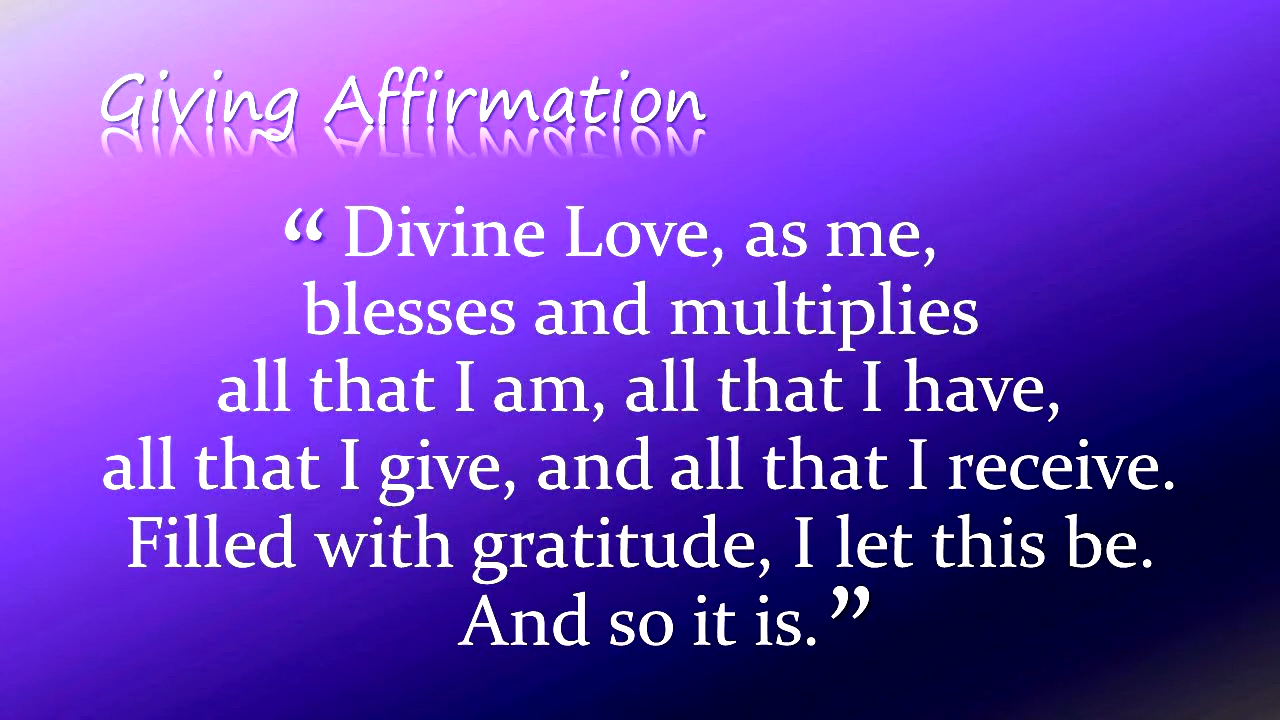 Giving Affirmation
“ Divine Love, as me,
blesses and multiplies
all that I am, all that I have,
all that I give, and all that I receive.
Filled with gratitude, I let this be.
And so it is. ”